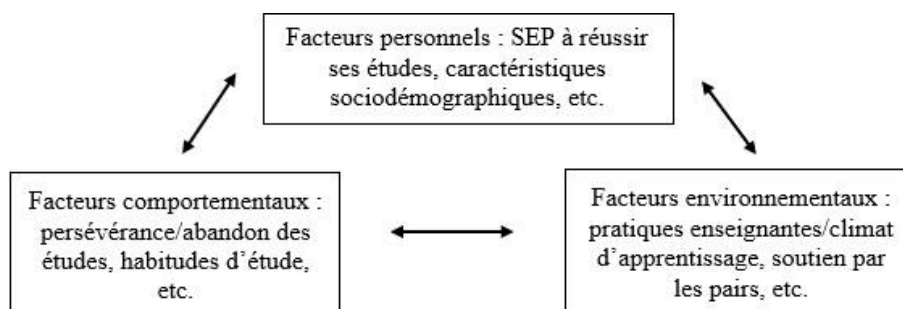 Facteurs personnels : SEP à réussir
ses études, caractéristiques
sociodémographiques, etc.
Facteurs comportementaux :
persévérance/abandon des
études, habitudes d'étude,
etc.
Facteurs environnementaux :
pratiques enseignantes/climat
d'apprentissage, soutien par
les pairs, etc.